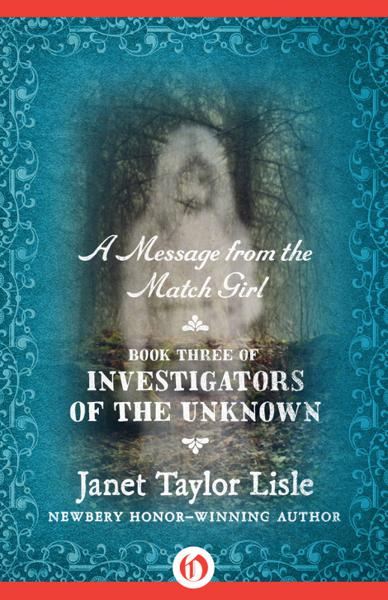 A Message from the
Match Girl
BOOK THREE OF
INVESTIGATORS
OF THE UNKNOWN
Janet Taylor Lisle
NEWBERY HONOR–WINNING AUTHOR